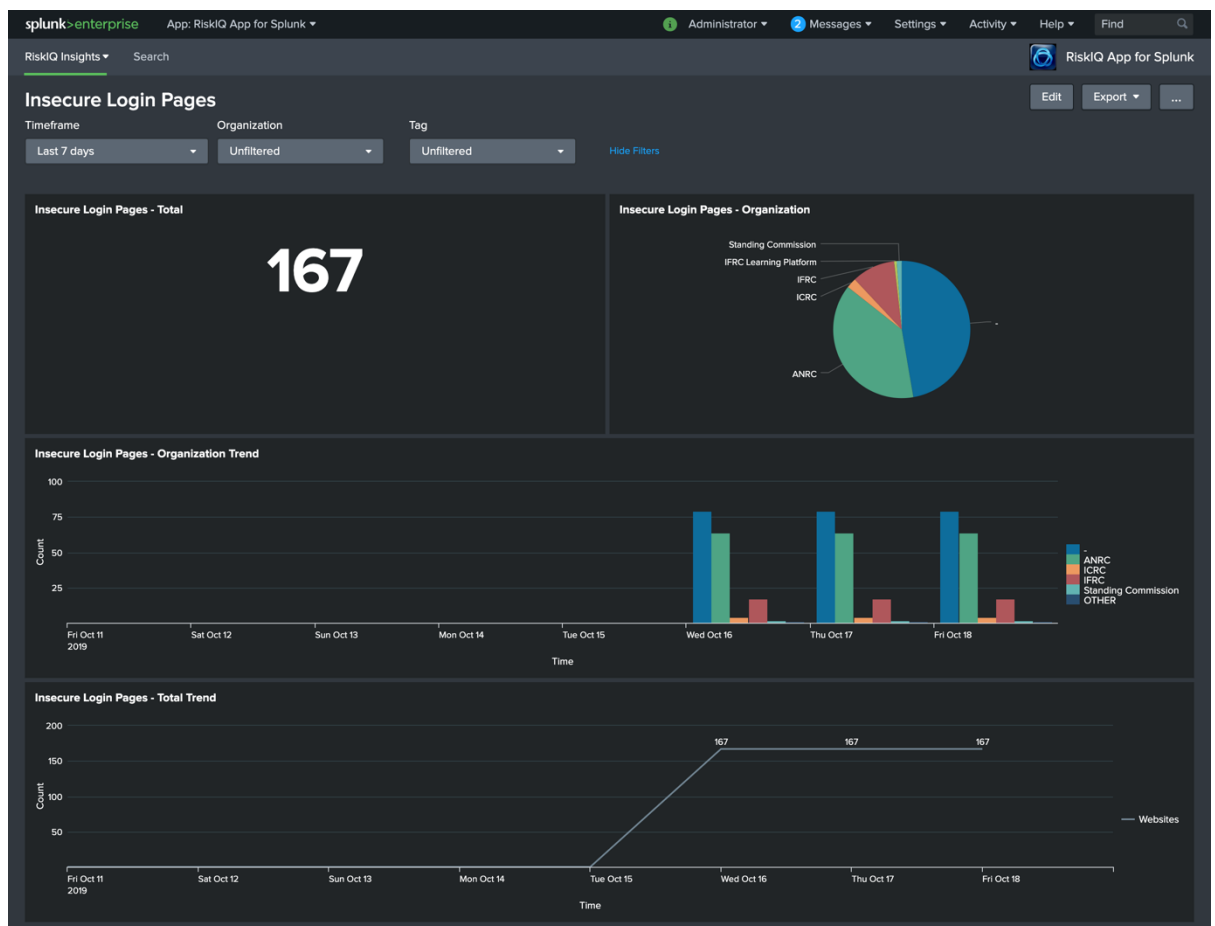 splunk>enterprise App: RiskIQ App for Splunk i Administrator 2 Messages Settings Activity Help Find
RiskIQ Insights Search RiskIQ App for Splunk
Insecure Login Pages Edit Export ...
Timeframe Organization Tag
Last 7 days Unfiltered Unfiltered Hide Filters
Insecure Login Pages - Total
167
Insecure Login Pages - Organization
Standing Commission
IFRC Learning Platform
IFRC
ICRC
-
ANRC
Insecure Login Pages - Organization Trend
100
75
50
25
Count
Fri Oct 11 Sat Oct 12 Sun Oct 13 Mon Oct 14 Tue Oct 15 Wed Oct 16 Thu Oct 17 Fri Oct 18
2019
Time
-
ANRC
ICRC
IFRC
Standing Commission
OTHER
Insecure Login Pages - Total Trend
200
150
100
50
Count
167 167 167
Websites
Fri Oct 11 Sat Oct 12 Sun Oct 13 Mon Oct 14 Tue Oct 15 Wed Oct 16 Thu Oct 17 Fri Oct 18
2019
Time